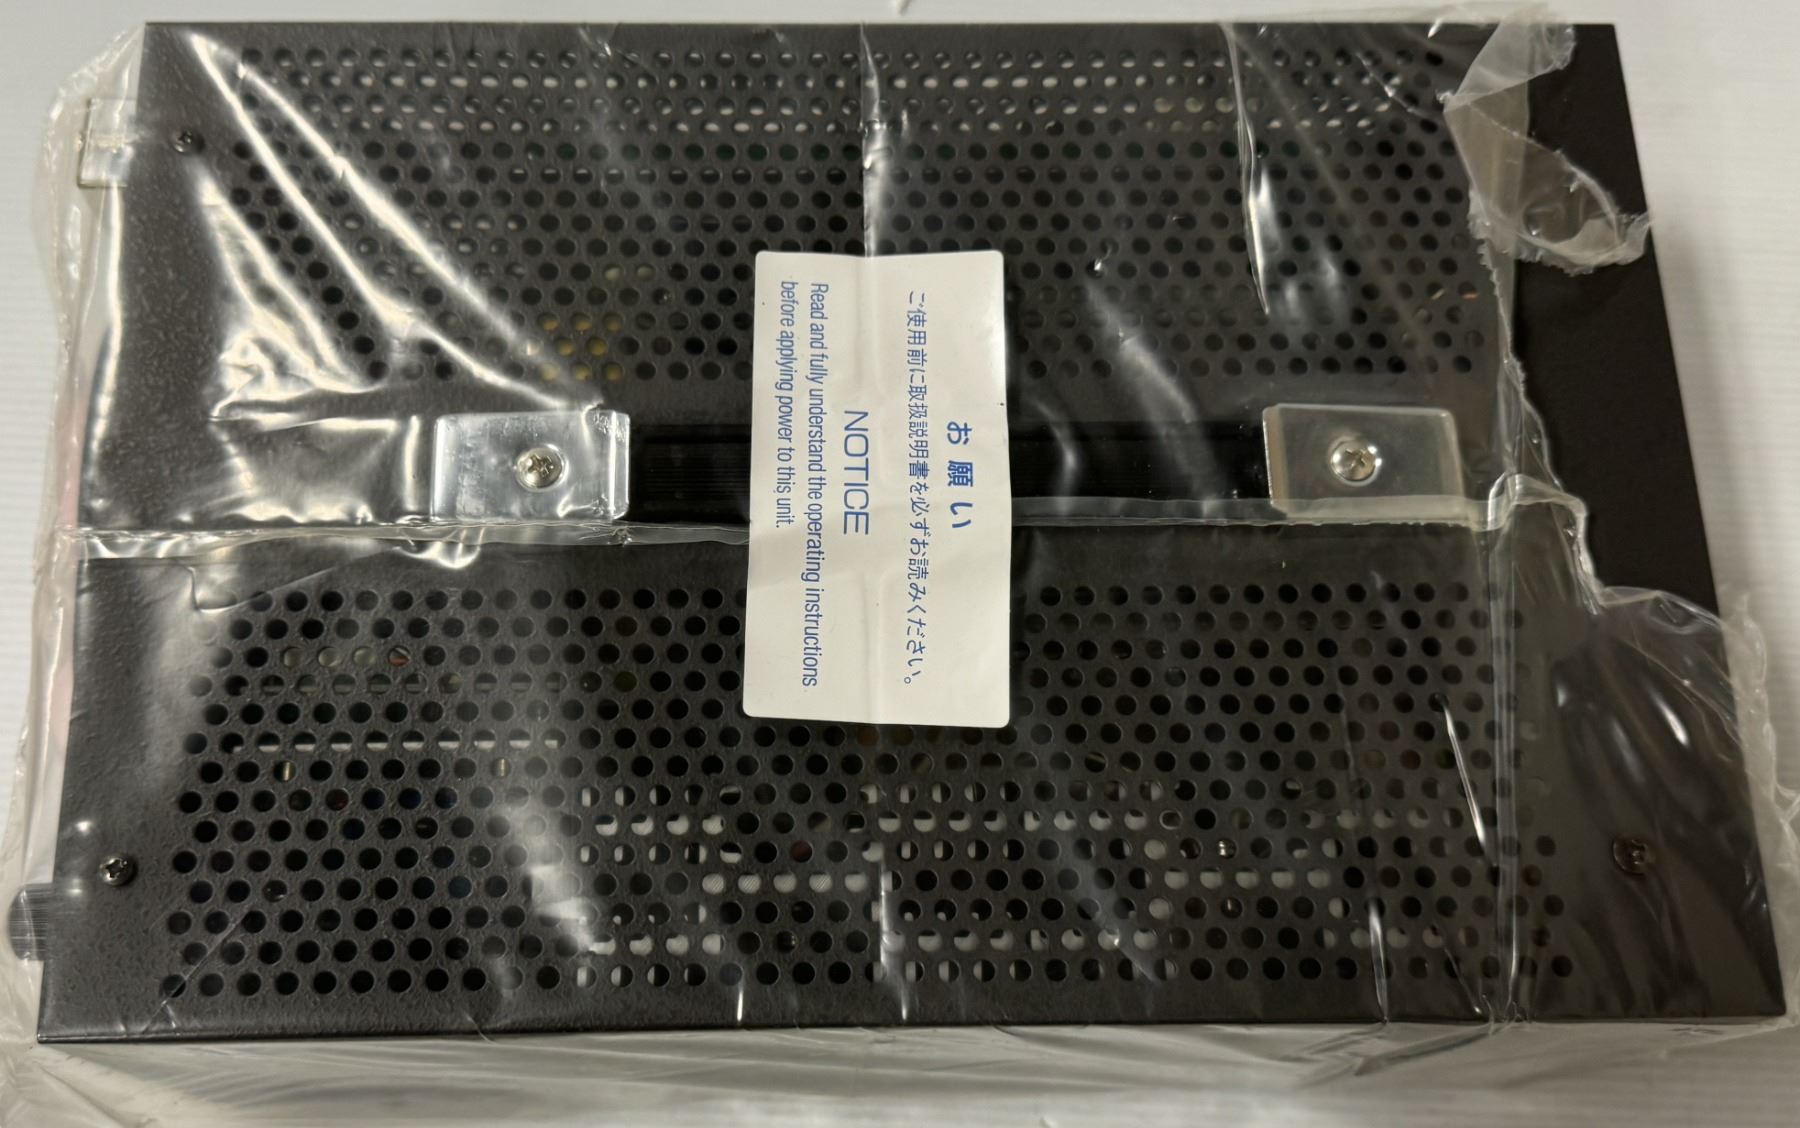 お願い
ご使用前に取扱説明書を必ずお読みください。
NOTICE
Read and fully understand the operating instructions
before applying power to this unit.